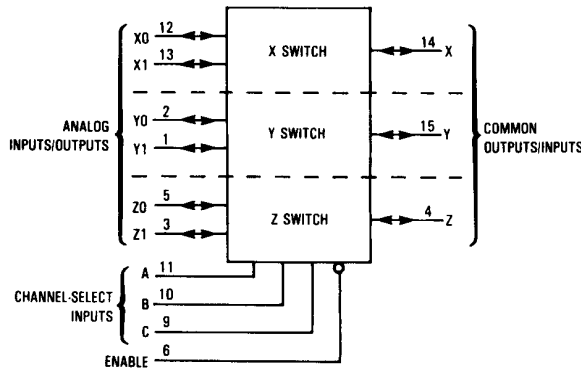 X0 12
X1 13
X SWITCH
14 X
Y0 2
Y1 1
Y SWITCH
15 Y
ANALOG
INPUTS/OUTPUTS
COMMON
OUTPUTS/INPUTS
Z0 5
Z1 3
Z SWITCH
4 Z
A 11
B 10
C 9
CHANNEL-SELECT
INPUTS
ENABLE 6